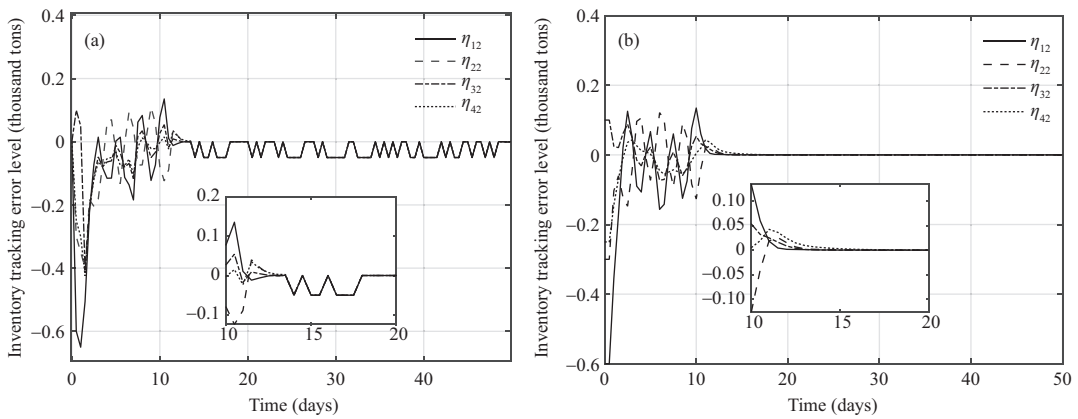 Inventory tracking error level (thousand tons)
(a)
η12
η22
η32
η42
0.4
0.2
0
−0.2
−0.4
−0.6
0.2
0.1
0
−0.1
10
15
20
0
10
20
30
40
Time (days)
Inventory tracking error level (thousand tons)
(b)
η12
η22
η32
η42
0.4
0.2
0
−0.2
−0.4
−0.6
0.10
0.05
0
−0.05
−0.10
10
15
20
0
10
20
30
40
50
Time (days)